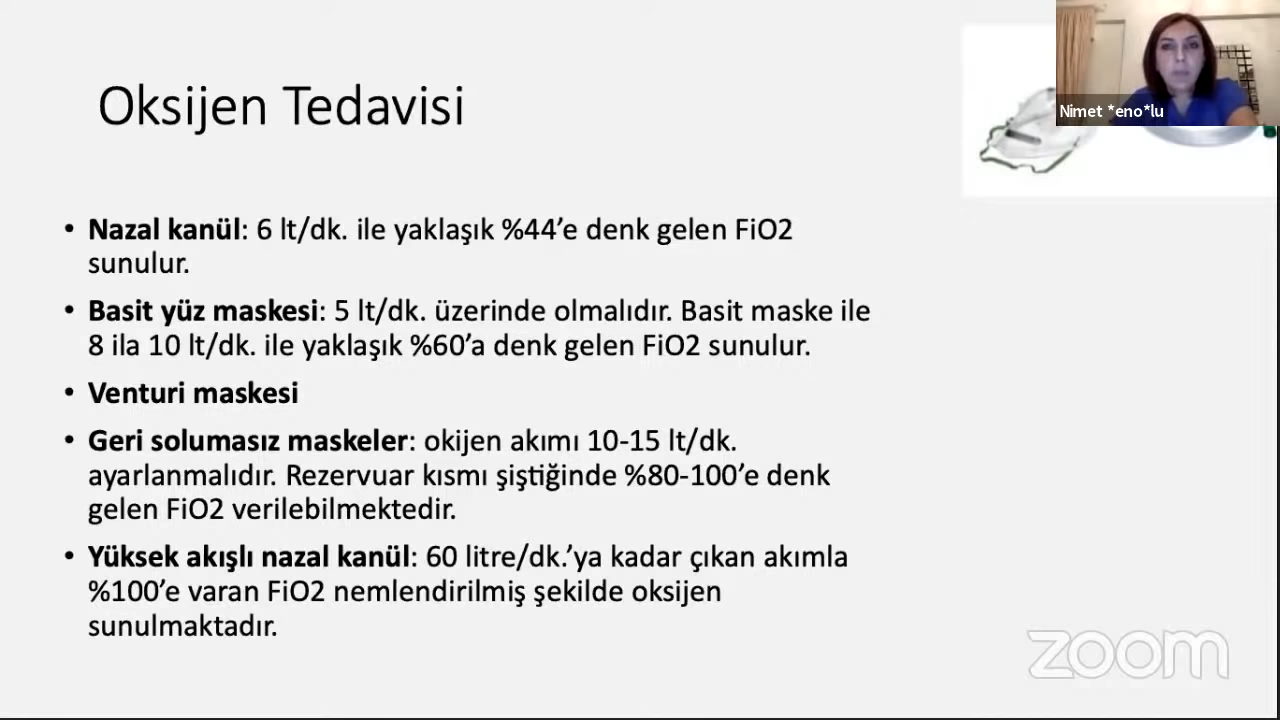 Oksijen Tedavisi
Nimet *eno*lu
• Nazal kanül: 6 lt/dk. ile yaklaşık %44’e denk gelen FiO2
sunulur.
• Basit yüz maskesi: 5 lt/dk. üzerinde olmalıdır. Basit maske ile
8 ila 10 lt/dk. ile yaklaşık %60’a denk gelen FiO2 sunulur.
• Venturi maskesi
• Geri solumasız maskeler: okijen akımı 10-15 lt/dk.
ayarlanmalıdır. Rezervuar kısmı şiştiğinde %80-100’e denk
gelen FiO2 verilebilmektedir.
• Yüksek akışlı nazal kanül: 60 litre/dk.’ya kadar çıkan akımla
%100’e varan FiO2 nemlendirilmiş şekilde oksijen
sunulmaktadır.
zoom